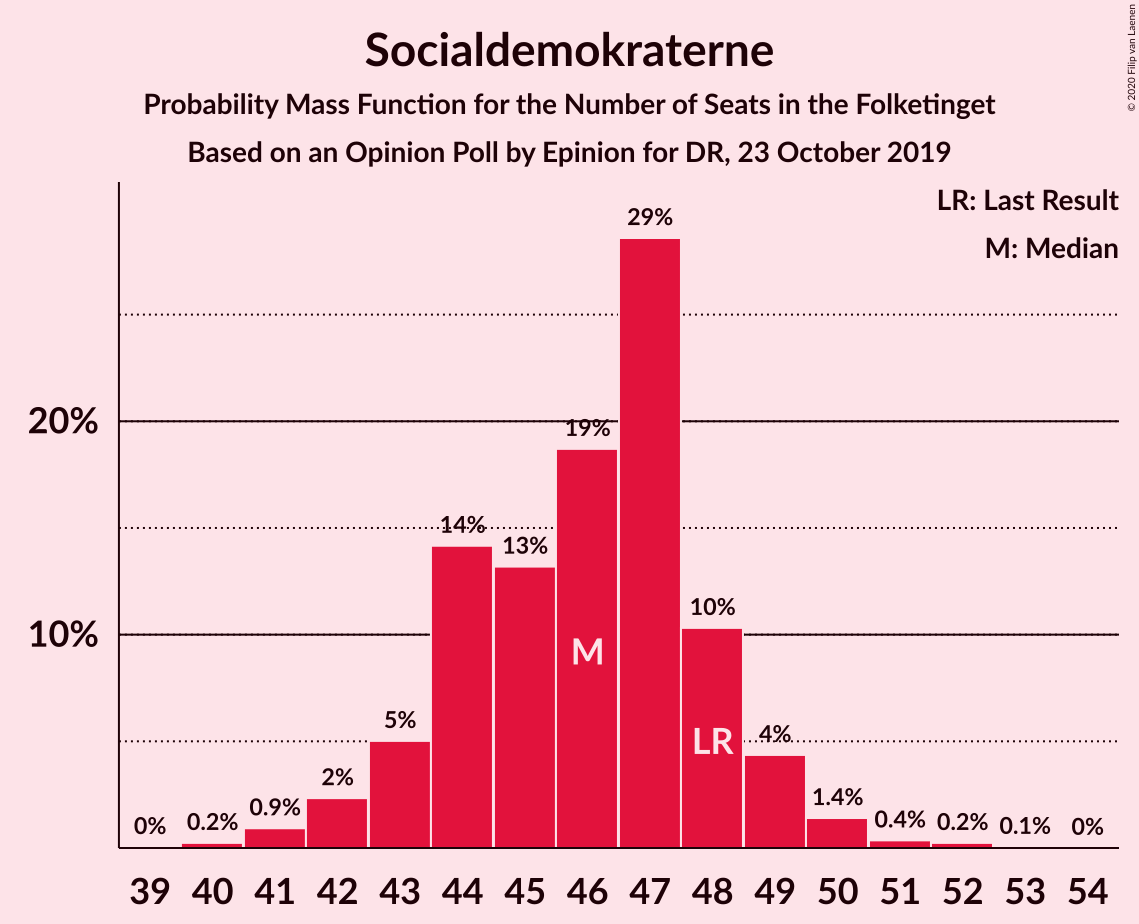 Socialdemokraterne
Probability Mass Function for the Number of Seats in the Folketinget
Based on an Opinion Poll by Epinion for DR, 23 October 2019
© 2020 Filip van Laenen
LR: Last Result
M: Median
29%
20%
19%
14%
13%
10%
10%
M
5%
LR
4%
2%
1.4%
0.9%
0%
0.2%
0.4%
0.2%
0.1%
0%
39 40 41 42 43 44 45 46 47 48 49 50 51 52 53 54